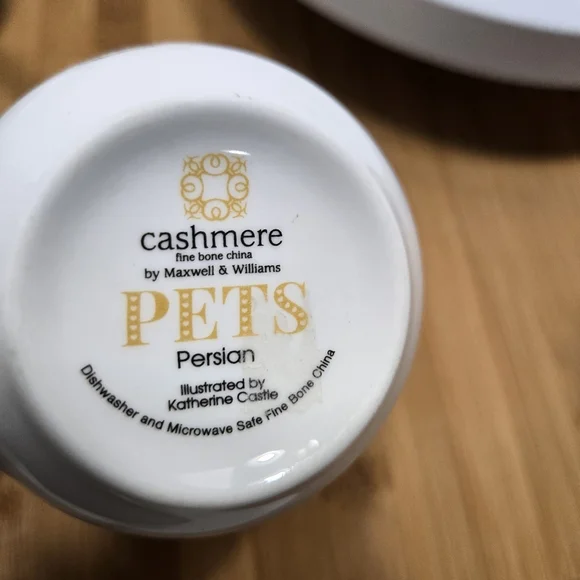 cashmere
fine bone china
by Maxwell & Williams
PETS
Persian
Illustrated by
Katherine Castle
Dishwasher and Microwave Safe Fine Bone China